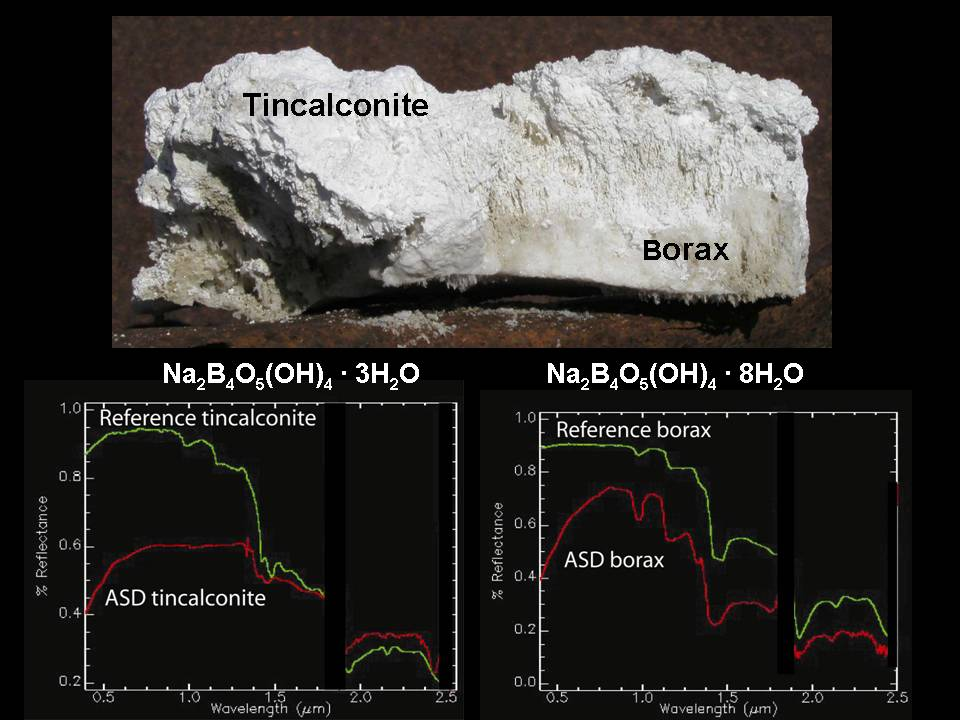 Tincalconite
Borax
Na₂B₄O₅(OH)₄ · 3H₂O
Na₂B₄O₅(OH)₄ · 8H₂O
Reference tincalconite
ASD tincalconite
1.0
0.8
0.6
0.4
0.2
% Reflectance
0.5 1.0 1.5 2.0 2.5
Wavelength (μm)
Reference borax
ASD borax
1.0
0.8
0.6
0.4
0.2
0.0
% Reflectance
0.5 1.0 1.5 2.0 2.5
Wavelength (μm)